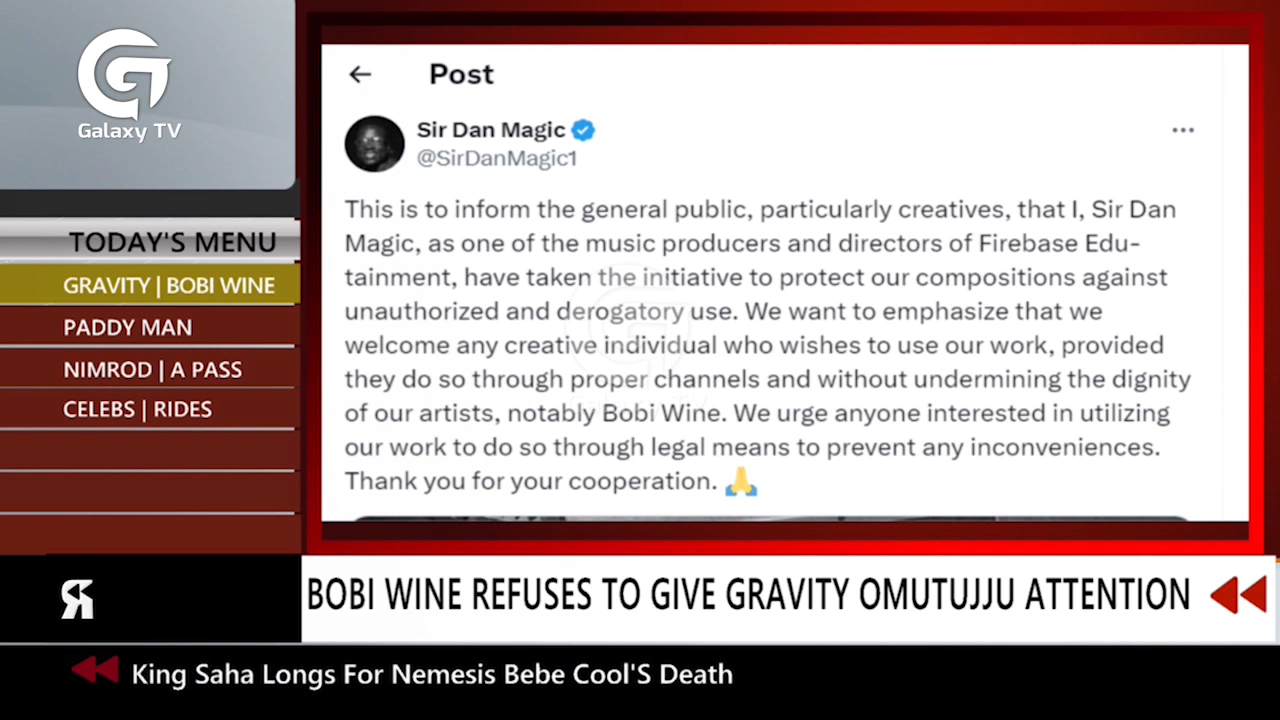 Galaxy TV
TODAY'S MENU
GRAVITY | BOBI WINE
PADDY MAN
NIMROD | A PASS
CELEBS | RIDES
Post
Sir Dan Magic
@SirDanMagic1
This is to inform the general public, particularly creatives, that I, Sir Dan
Magic, as one of the music producers and directors of Firebase Edu-
tainment, have taken the initiative to protect our compositions against
unauthorized and derogatory use. We want to emphasize that we
welcome any creative individual who wishes to use our work, provided
they do so through proper channels and without undermining the dignity
of our artists, notably Bobi Wine. We urge anyone interested in utilizing
our work to do so through legal means to prevent any inconveniences.
Thank you for your cooperation. 🙏
BOBI WINE REFUSES TO GIVE GRAVITY OMUTUJJU ATTENTION
King Saha Longs For Nemesis Bebe Cool'S Death